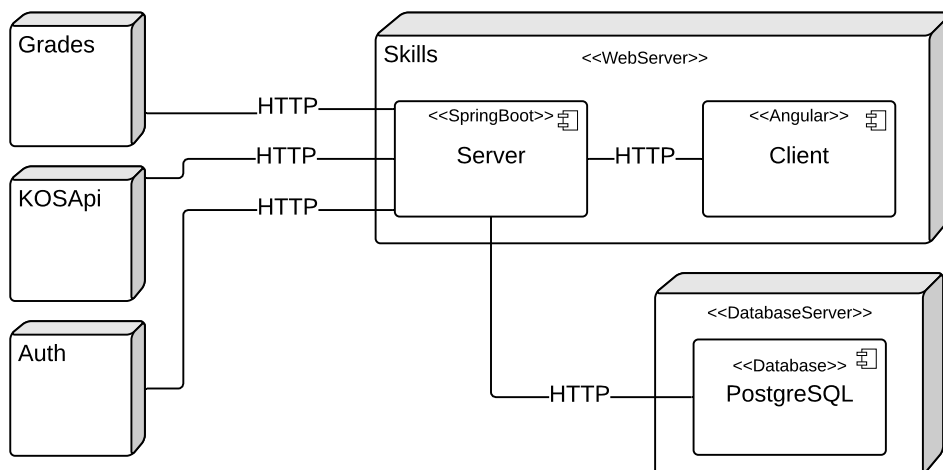 Grades
Skills
<<WebServer>>
HTTP
<<SpringBoot>>
Server
HTTP
<<Angular>>
Client
HTTP
KOSApi
HTTP
Auth
<<DatabaseServer>>
<<Database>>
PostgreSQL
HTTP